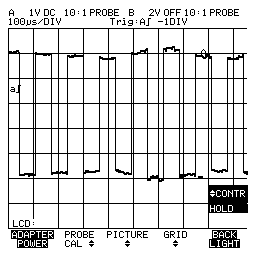 A 1V DC 10:1 PROBE B 2V OFF 10:1 PROBE
100µs/DIV Trig:A∫ -1DIV
a∫
CONTR
HOLD
LCD:
ADAPTER PROBE PICTURE GRID BACK
POWER CAL LIGHT